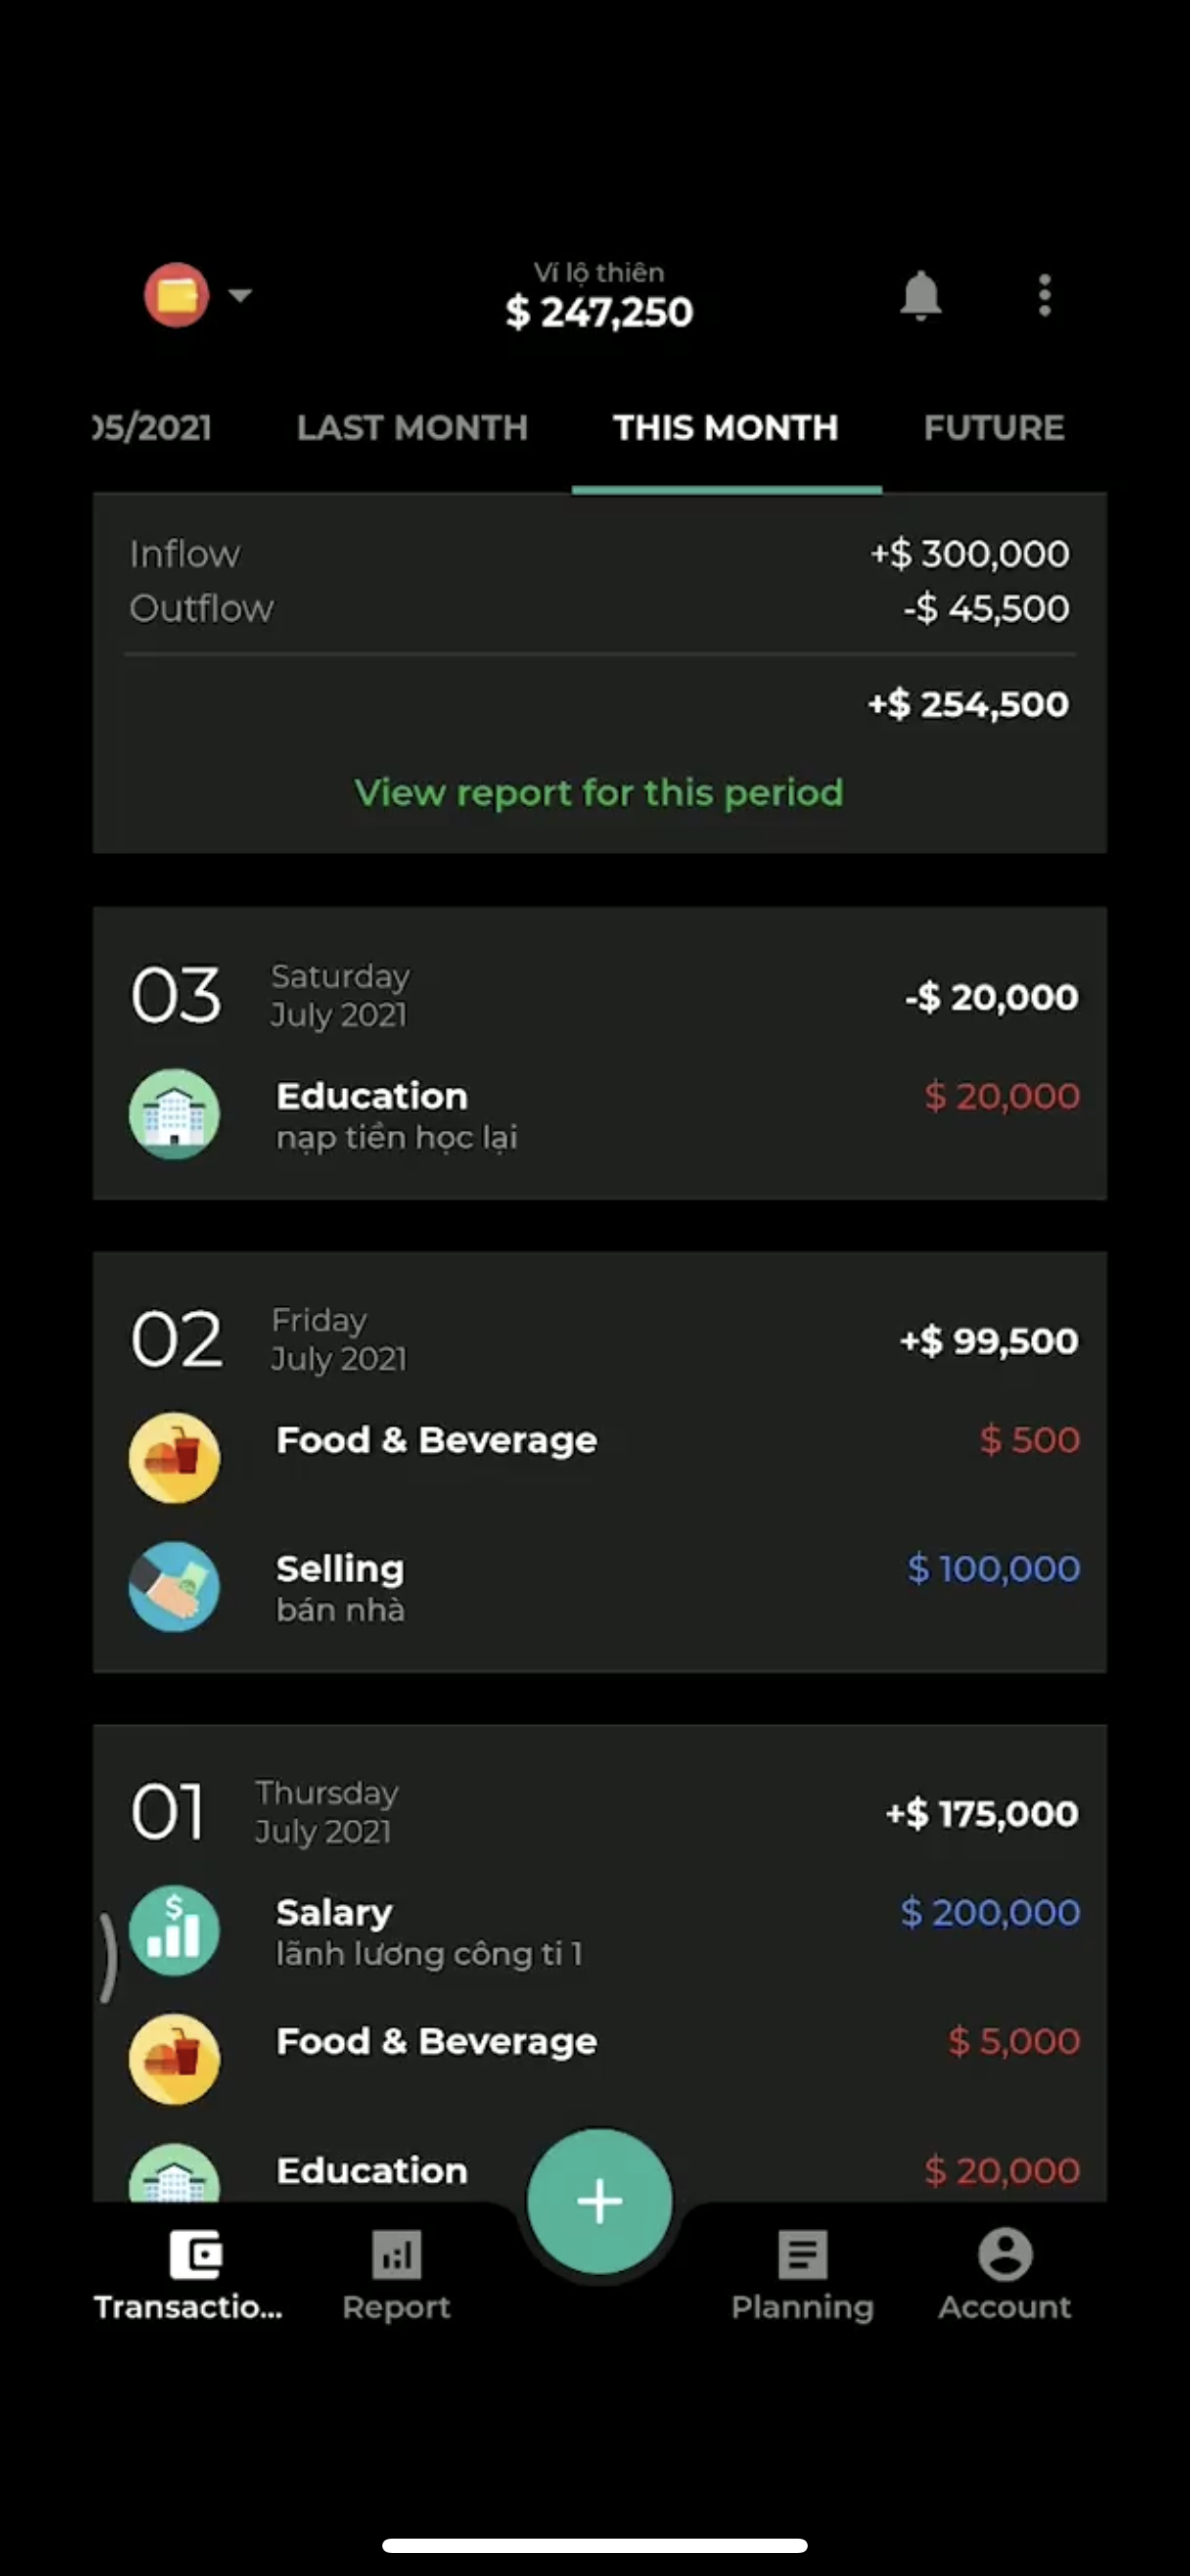 Ví lộ thiên
$ 247,250
05/2021 LAST MONTH THIS MONTH FUTURE
Inflow +$ 300,000
Outflow -$ 45,500
+$ 254,500
View report for this period
03 Saturday July 2021 -$ 20,000
Education $ 20,000
nạp tiền học lại
02 Friday July 2021 +$ 99,500
Food & Beverage $ 500
Selling $ 100,000
bán nhà
01 Thursday July 2021 +$ 175,000
Salary $ 200,000
lãnh lương công ti 1
Food & Beverage $ 5,000
Education $ 20,000
Transactio... Report Planning Account